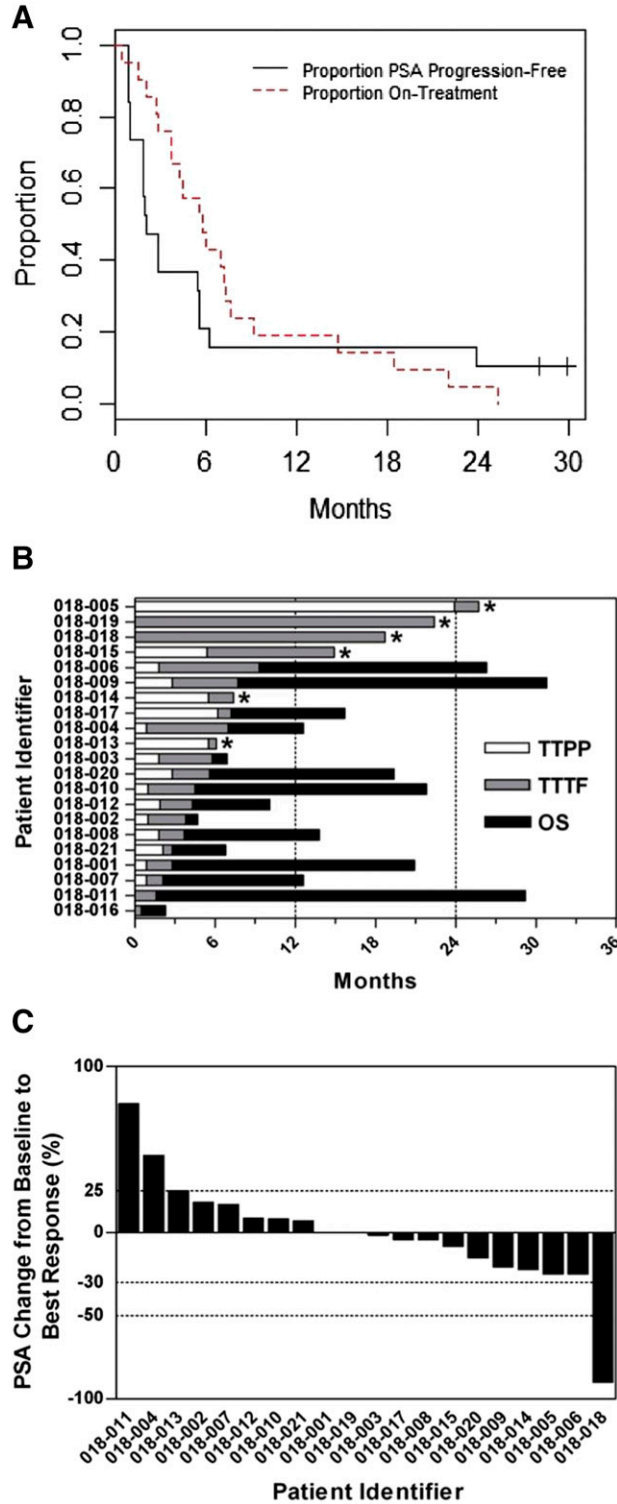 A
Proportion
0.0 0.2 0.4 0.6 0.8 1.0
Proportion PSA Progression-Free
Proportion On-Treatment
0 6 12 18 24 30
Months
B
Patient Identifier
018-005 *
018-019 *
018-018 *
018-015 *
018-006
018-009
018-014 *
018-017
018-004
018-013 *
018-003
018-020
018-010
018-012
018-002
018-008
018-021
018-001
018-007
018-011
018-016
TTPP
TTTF
OS
0 6 12 18 24 30 36
Months
C
PSA Change from Baseline to
Best Response (%)
100
25
0
-30
-50
-100
018-011 018-004 018-013 018-002 018-007 018-012 018-010 018-021 018-001 018-019 018-003 018-017 018-008 018-015 018-020 018-009 018-014 018-005 018-006 018-018
Patient Identifier